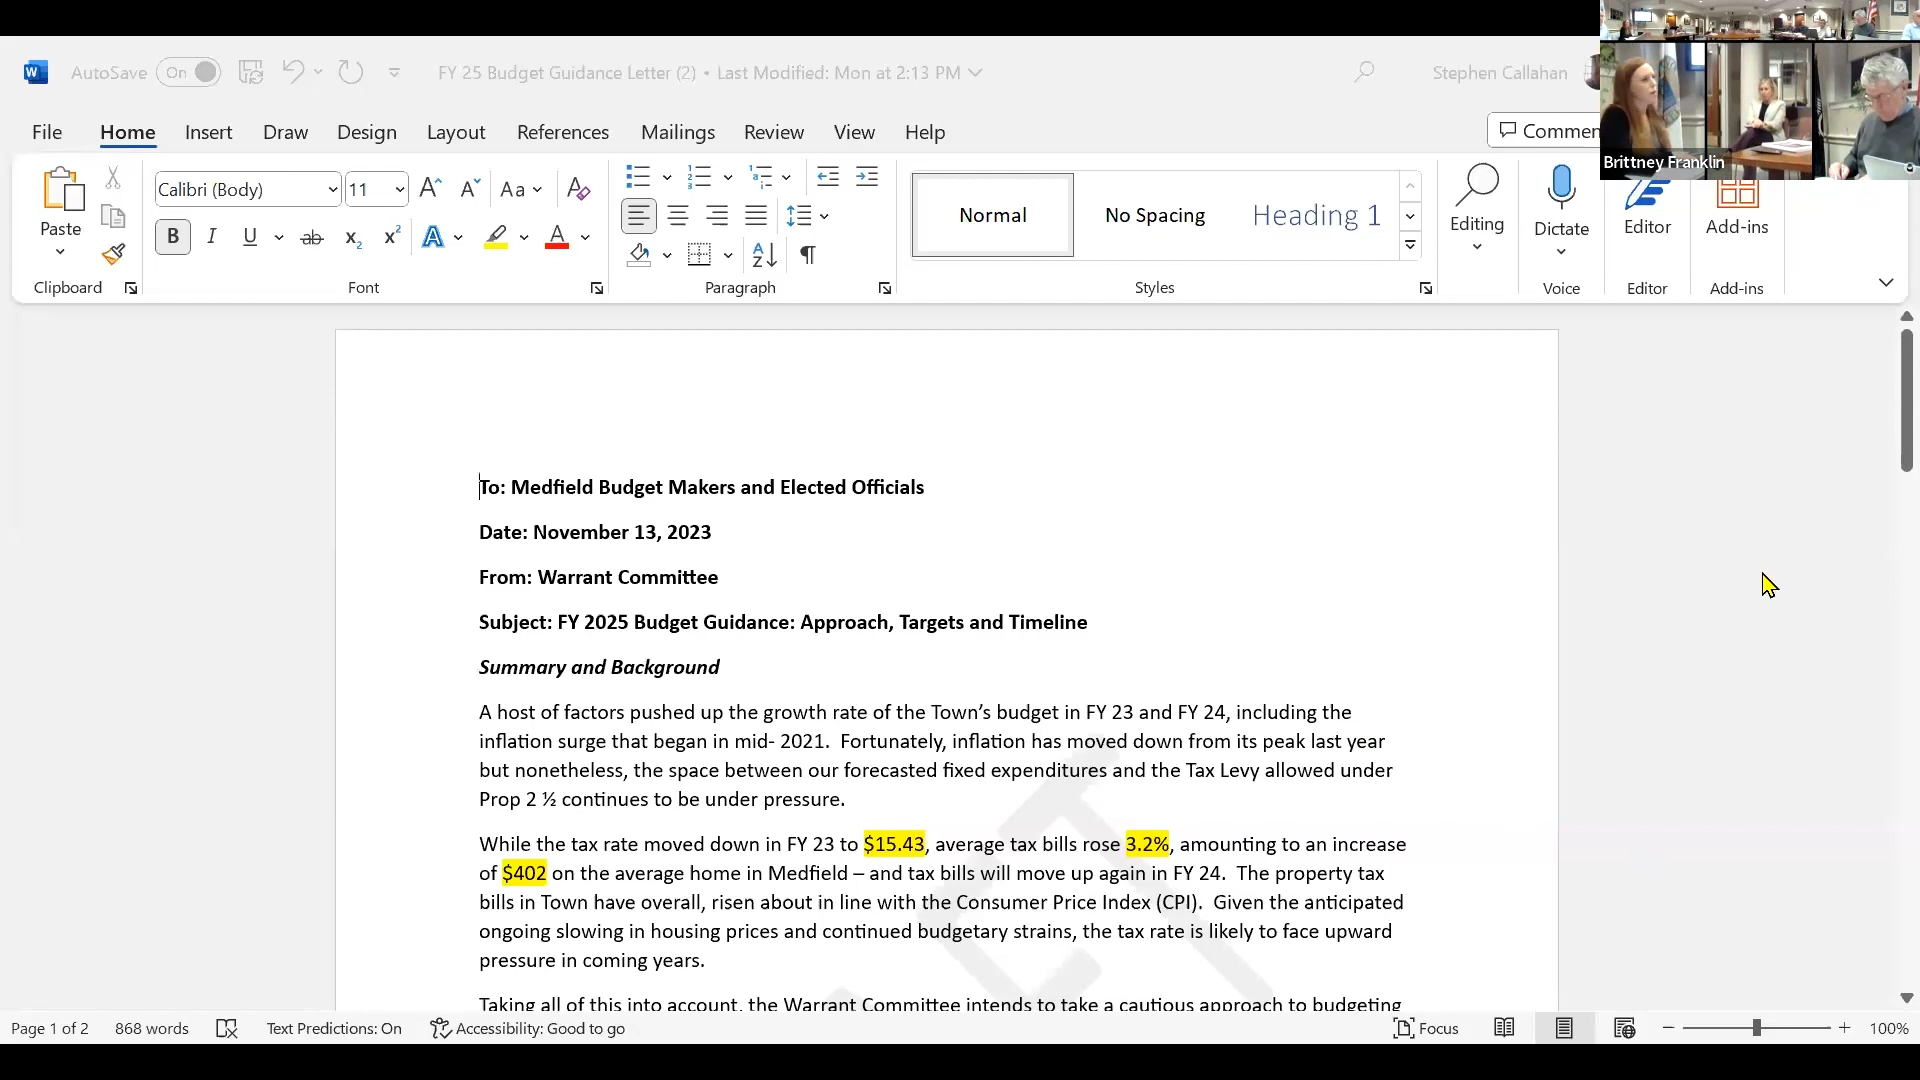 AutoSave On FY 25 Budget Guidance Letter (2) • Last Modified: Mon at 2:13 PM Stephen Callahan
File Home Insert Draw Design Layout References Mailings Review View Help Commen
Brittney Franklin
Paste
Calibri (Body) 11
Aa
B I U ab x₂ x² A A
A Z ¶
Normal No Spacing Heading 1
Editing Dictate Editor Add-ins
Clipboard Font Paragraph Styles Voice Editor Add-ins
To: Medfield Budget Makers and Elected Officials
Date: November 13, 2023
From: Warrant Committee
Subject: FY 2025 Budget Guidance: Approach, Targets and Timeline
Summary and Background
A host of factors pushed up the growth rate of the Town’s budget in FY 23 and FY 24, including the
inflation surge that began in mid- 2021.  Fortunately, inflation has moved down from its peak last year
but nonetheless, the space between our forecasted fixed expenditures and the Tax Levy allowed under
Prop 2 ½ continues to be under pressure.
While the tax rate moved down in FY 23 to $15.43, average tax bills rose 3.2%, amounting to an increase
of $402 on the average home in Medfield – and tax bills will move up again in FY 24.  The property tax
bills in Town have overall, risen about in line with the Consumer Price Index (CPI).  Given the anticipated
ongoing slowing in housing prices and continued budgetary strains, the tax rate is likely to face upward
pressure in coming years.
Taking all of this into account, the Warrant Committee intends to take a cautious approach to budgeting
Page 1 of 2 868 words Text Predictions: On Accessibility: Good to go Focus 100%